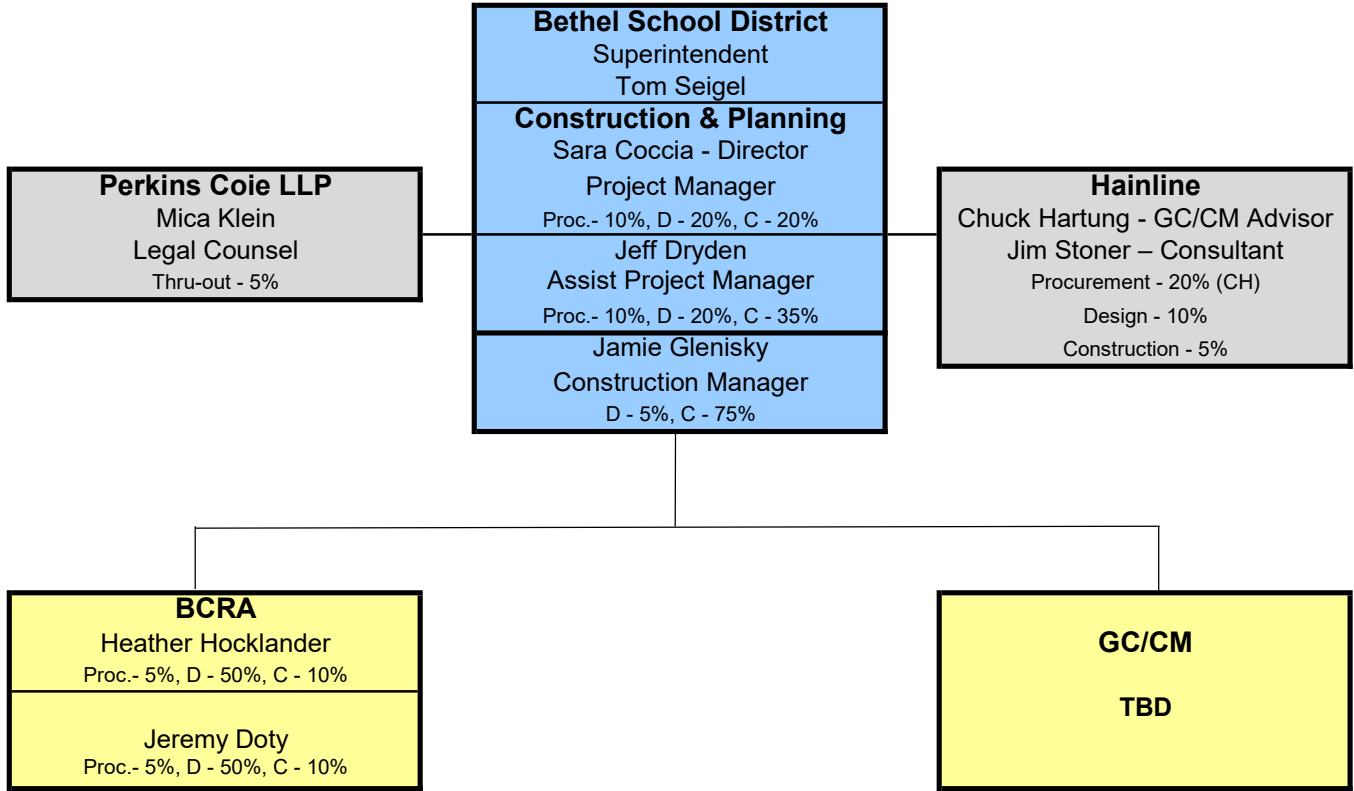 Bethel School District
Superintendent
Tom Seigel
Construction & Planning
Sara Coccia - Director
Project Manager
Proc.- 10%, D - 20%, C - 20%
Jeff Dryden
Assist Project Manager
Proc.- 10%, D - 20%, C - 35%
Jamie Glenisky
Construction Manager
D - 5%, C - 75%
Perkins Coie LLP
Mica Klein
Legal Counsel
Thru-out - 5%
Hainline
Chuck Hartung - GC/CM Advisor
Jim Stoner – Consultant
Procurement - 20% (CH)
Design - 10%
Construction - 5%
BCRA
Heather Hocklander
Proc.- 5%, D - 50%, C - 10%
Jeremy Doty
Proc.- 5%, D - 50%, C - 10%
GC/CM
TBD